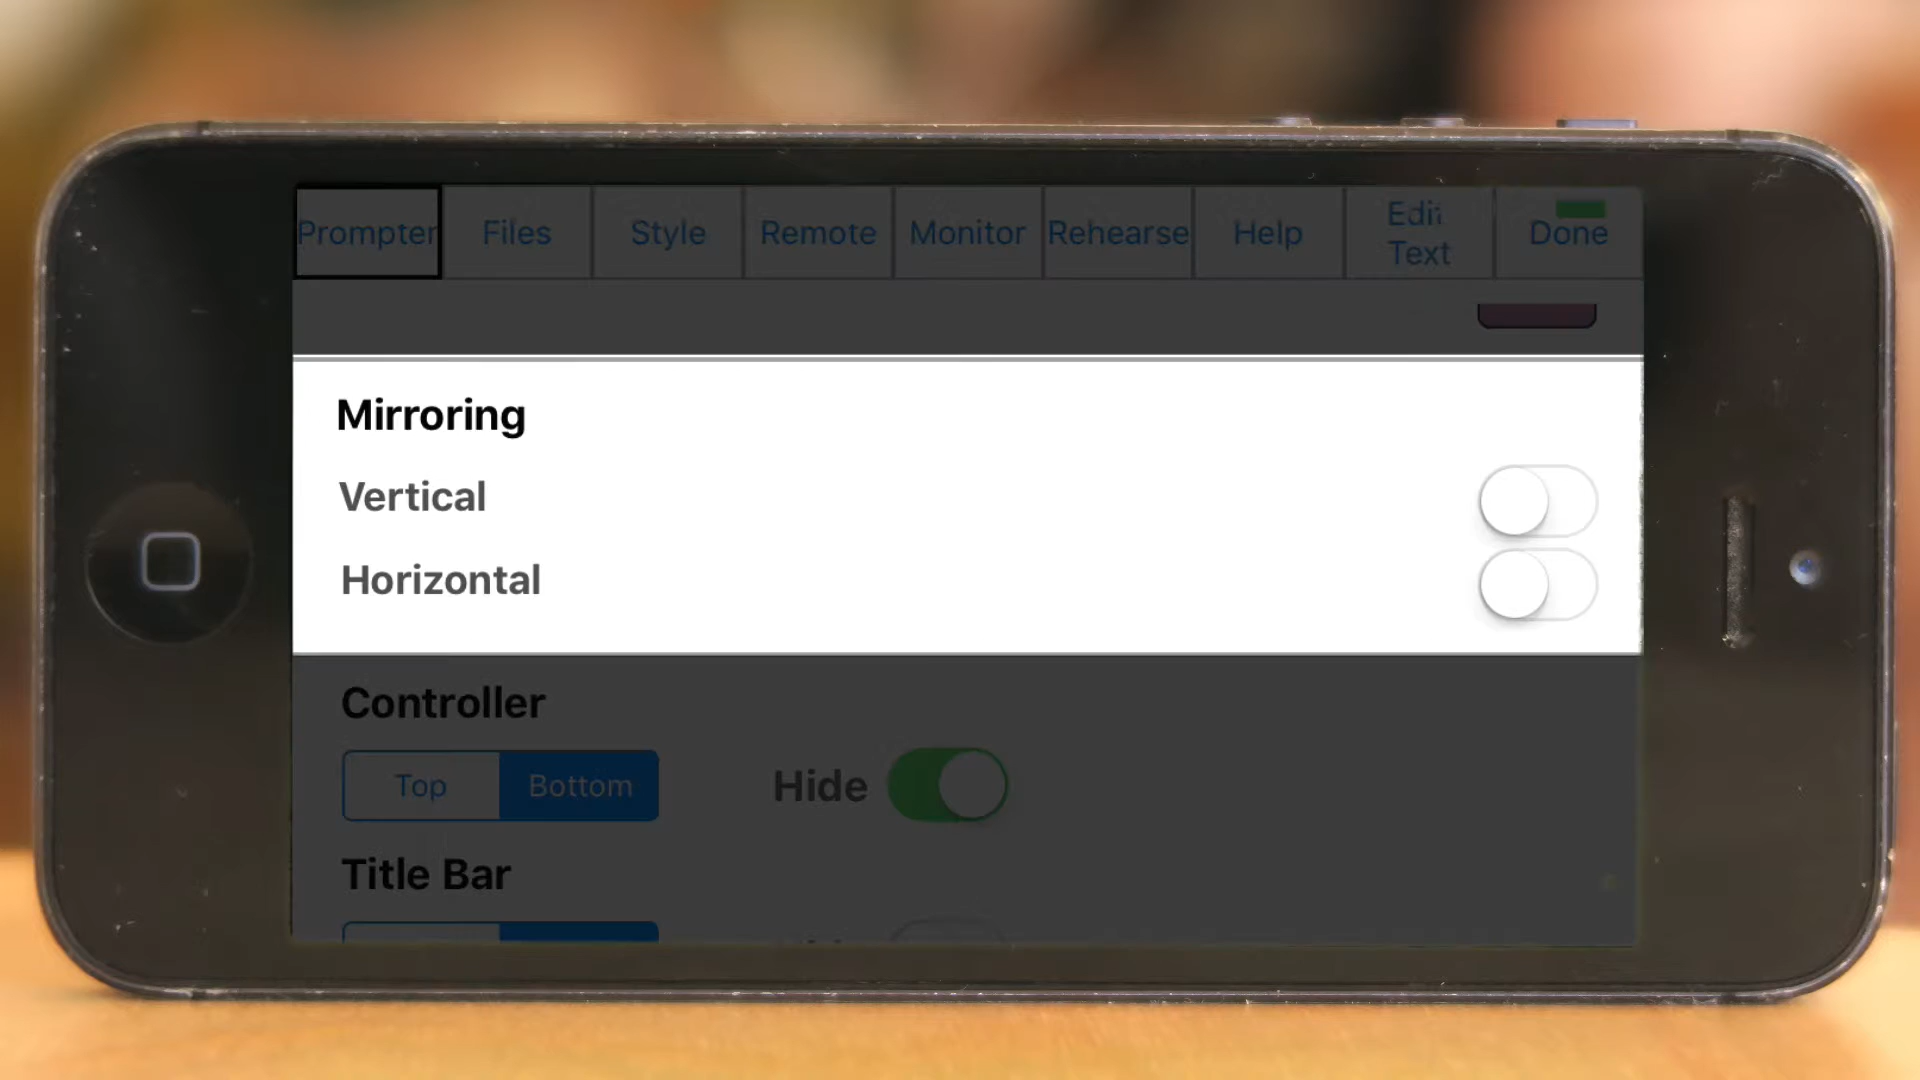 Prompter Files Style Remote Monitor Rehearse Help Edit Text Done
Mirroring
Vertical
Horizontal
Controller
Top Bottom Hide
Title Bar